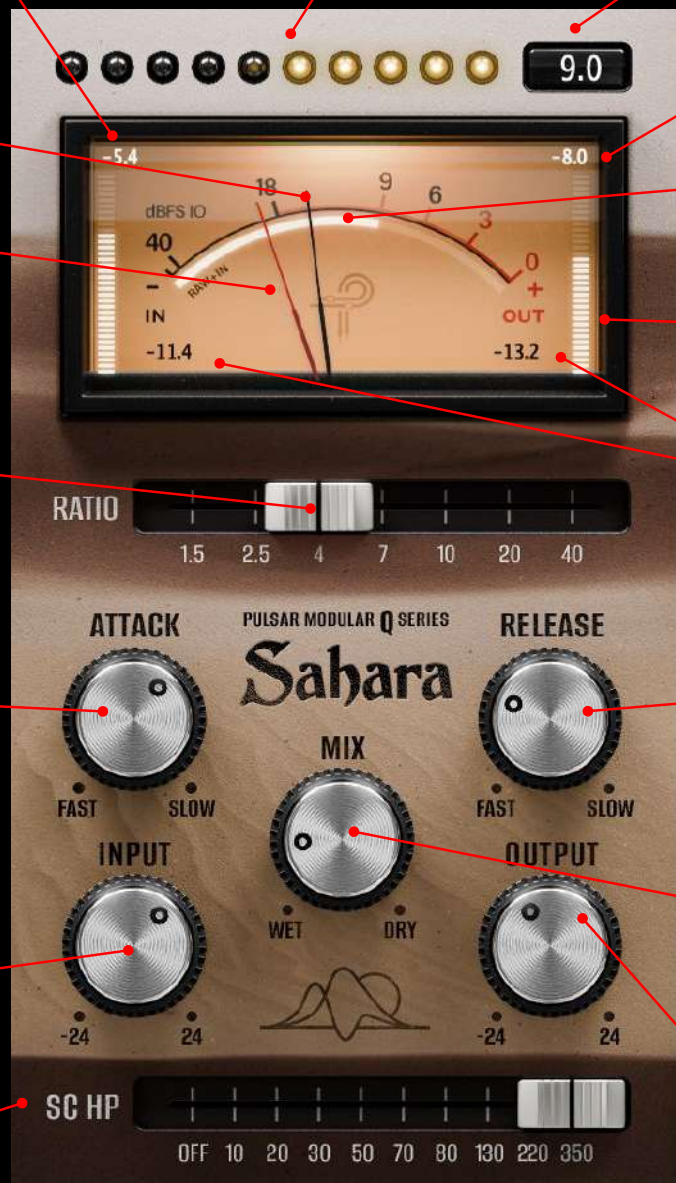 9.0
-5.4 -8.0
dBFS IO
40 18 9 6 3 0
- +
RAW+IN
IN OUT
-11.4 -13.2
RATIO
1.5 2.5 4 7 10 20 40
ATTACK PULSAR MODULAR Q SERIES RELEASE
Sahara
MIX
FAST SLOW FAST SLOW
INPUT OUTPUT
WET DRY
-24 24 -24 24
SC HP
OFF 10 20 30 50 70 80 130 220 350